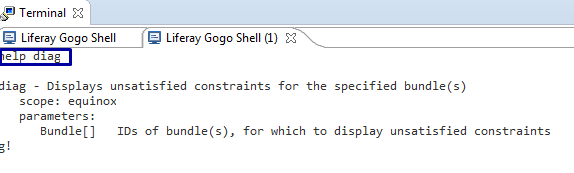 Terminal
Liferay Gogo Shell
Liferay Gogo Shell (1)
help diag
diag - Displays unsatisfied constraints for the specified bundle(s)
scope: equinox
parameters:
Bundle[] IDs of bundle(s), for which to display unsatisfied constraints
g!